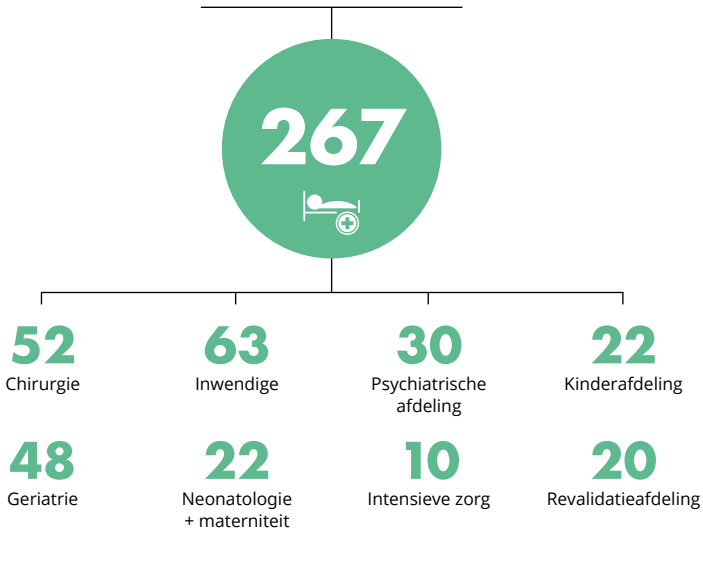 267
52
Chirurgie
63
Inwendige
30
Psychiatrische
afdeling
22
Kinderafdeling
48
Geriatrie
22
Neonatologie
+ materniteit
10
Intensieve zorg
20
Revalidatieafdeling